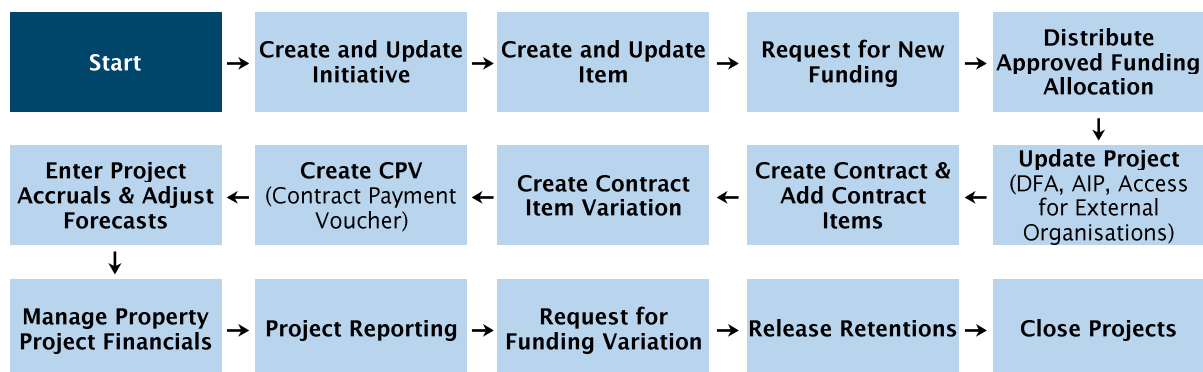 Start
Create and Update
Initiative
Create and Update
Item
Request for New
Funding
Distribute
Approved Funding
Allocation
Update Project
(DFA, AIP, Access
for External
Organisations)
Create Contract &
Add Contract
Items
Create Contract
Item Variation
Create CPV
(Contract Payment
Voucher)
Enter Project
Accruals & Adjust
Forecasts
Manage Property
Project Financials
Project Reporting
Request for
Funding Variation
Release Retentions
Close Projects